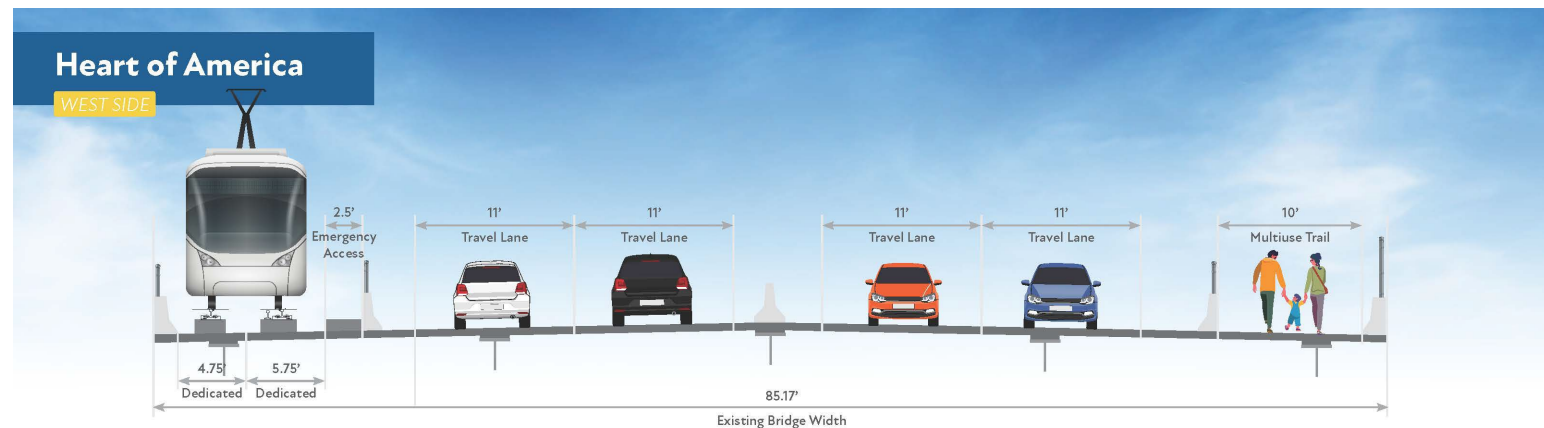 Heart of America
WEST SIDE
2.5’
Emergency
Access
11’
Travel Lane
11’
Travel Lane
11’
Travel Lane
11’
Travel Lane
10’
Multiuse Trail
4.75’
Dedicated
5.75’
Dedicated
85.17’
Existing Bridge Width